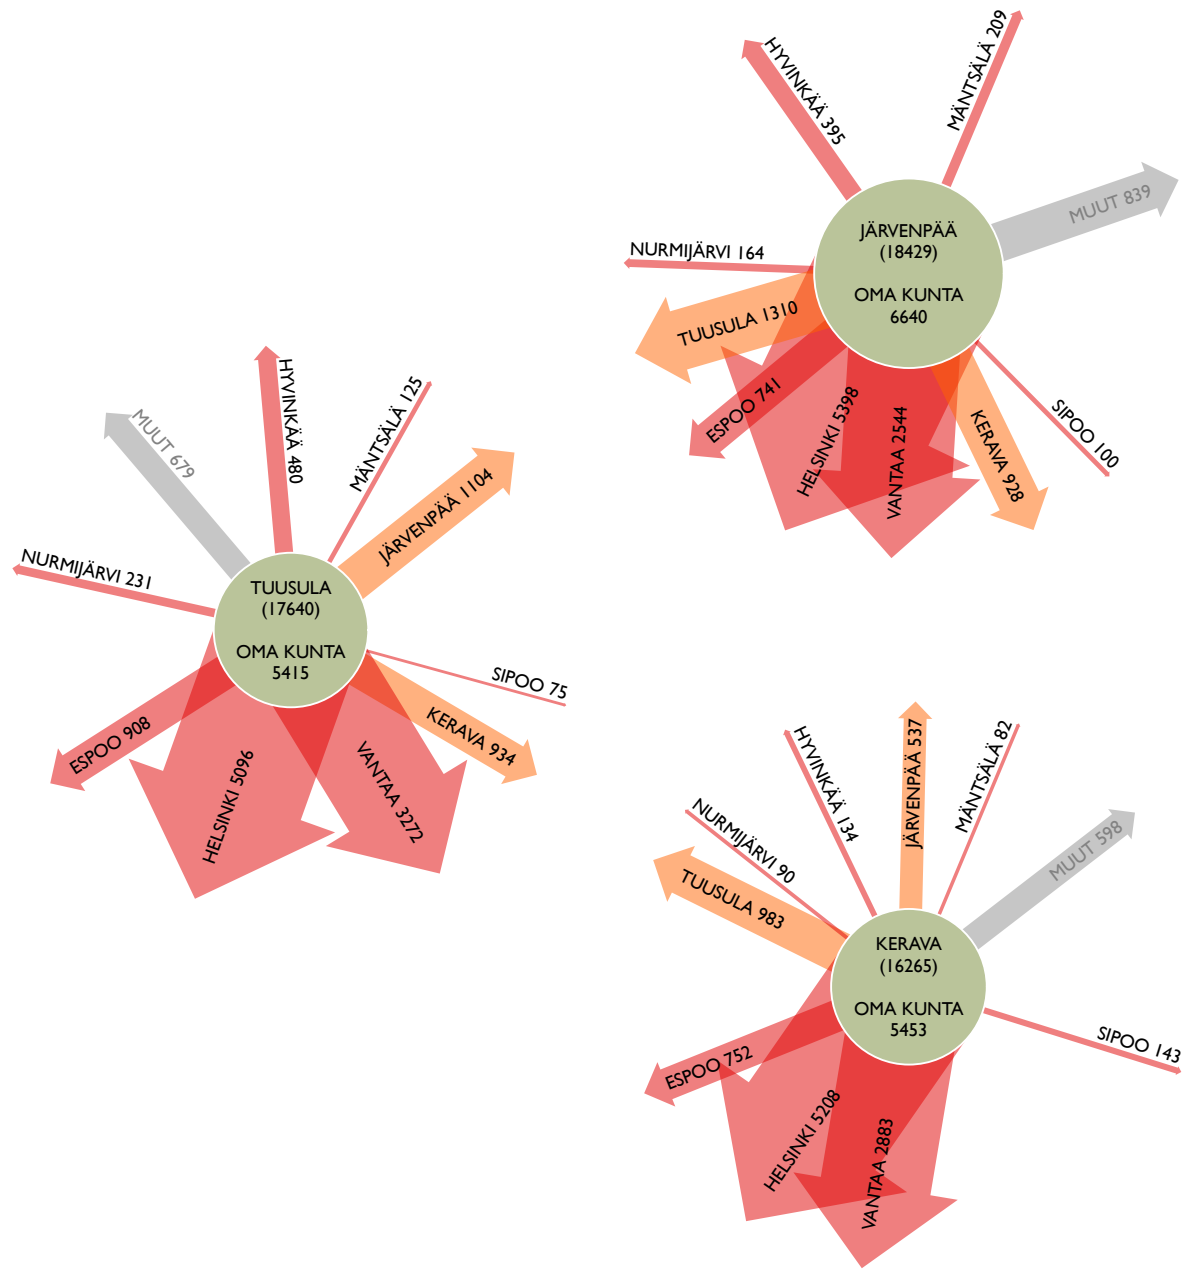 HYVINKÄÄ 395
MÄNTSÄLÄ 209
MUUT 839
JÄRVENPÄÄ
(18429)
OMA KUNTA
6640
NURMIJÄRVI 164
TUUSULA 1310
ESPOO 741
HELSINKI 5398
VANTAA 2544
KERAVA 928
SIPOO 100
MUUT 679
HYVINKÄÄ 480
MÄNTSÄLÄ 125
JÄRVENPÄÄ 1104
NURMIJÄRVI 231
TUUSULA
(17640)
OMA KUNTA
5415
SIPOO 75
KERAVA 934
ESPOO 908
HELSINKI 5096
VANTAA 3272
NURMIJÄRVI 90
HYVINKÄÄ 134
JÄRVENPÄÄ 537
MÄNTSÄLÄ 82
MUUT 598
TUUSULA 983
KERAVA
(16265)
OMA KUNTA
5453
SIPOO 143
ESPOO 752
HELSINKI 5208
VANTAA 2883